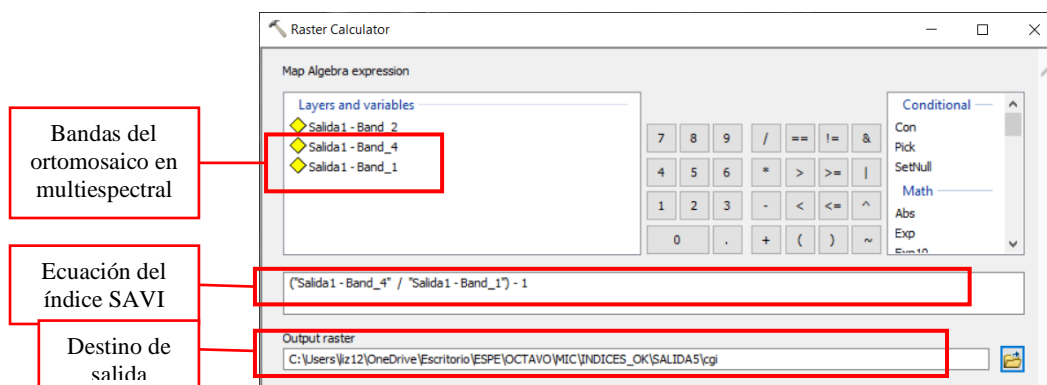 Raster Calculator
Map Algebra expression
Layers and variables
Salida1 - Band_2
Salida1 - Band_4
Salida1 - Band_1
7 8 9 / == != &
4 5 6 * > >= |
1 2 3 - < <= ^
0 . + ( ) ~
Conditional
Con
Pick
SetNull
Math
Abs
Exp
Exp10
Bandas del
ortomosaico en
multiespectral
Ecuación del
índice SAVI
("Salida1 - Band_4" / "Salida1 - Band_1") - 1
Destino de
salida
Output raster
C:\Users\liz12\OneDrive\Escritorio\ESPE\OCTAVO\MIC\INDICES_OK\SALIDA5\cgi